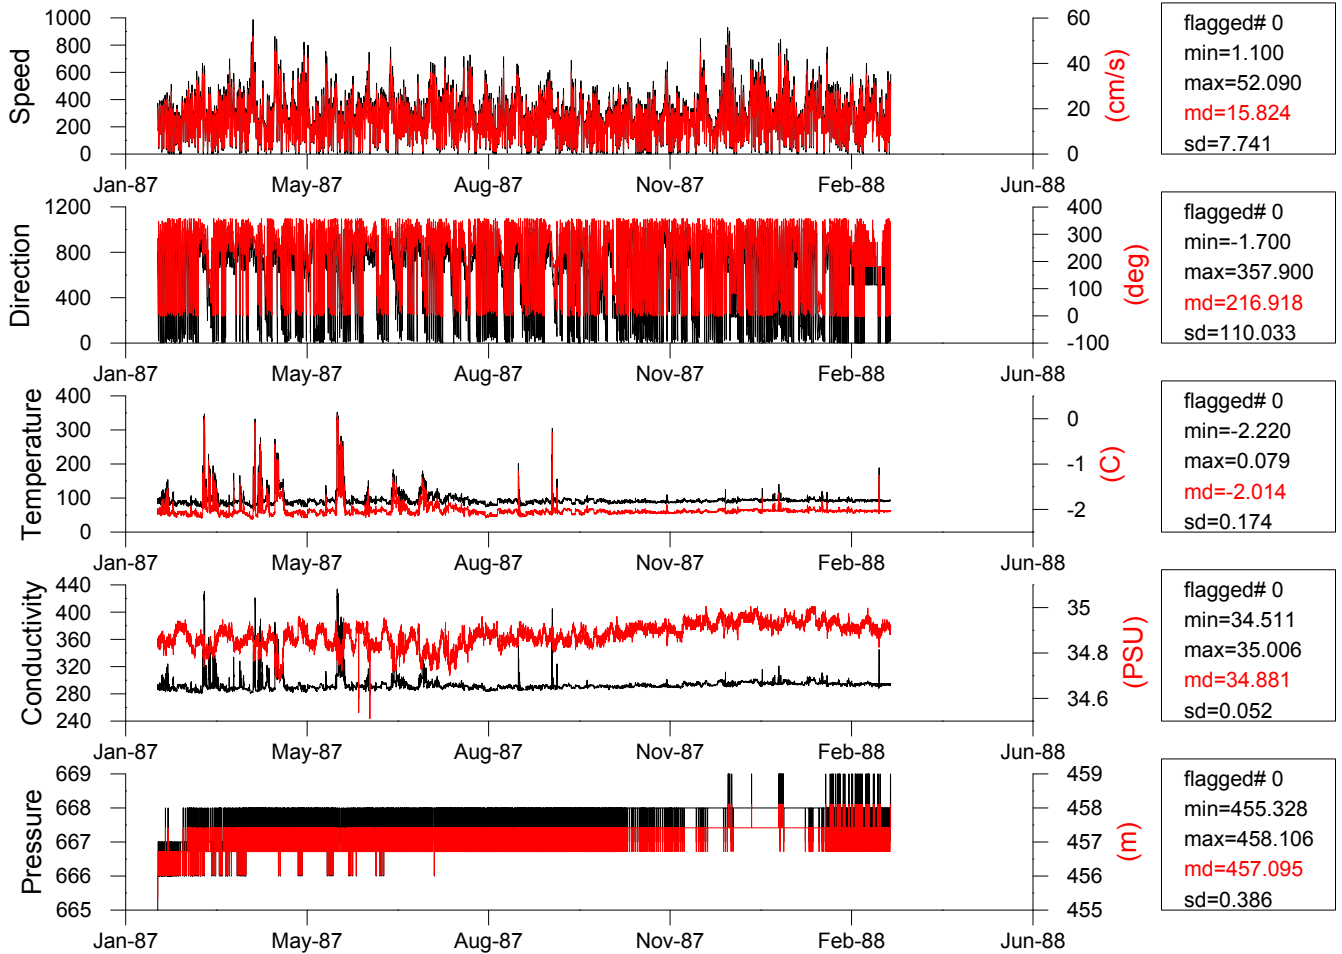 Speed
1000
800
600
400
200
0
60
40
20
0
(cm/s)
Jan-87 May-87 Aug-87 Nov-87 Feb-88 Jun-88
flagged# 0
min=1.100
max=52.090
md=15.824
sd=7.741
Direction
1200
800
400
0
400
300
200
100
0
-100
(deg)
Jan-87 May-87 Aug-87 Nov-87 Feb-88 Jun-88
flagged# 0
min=-1.700
max=357.900
md=216.918
sd=110.033
Temperature
400
300
200
100
0
0
-1
-2
(C)
Jan-87 May-87 Aug-87 Nov-87 Feb-88 Jun-88
flagged# 0
min=-2.220
max=0.079
md=-2.014
sd=0.174
Conductivity
440
400
360
320
280
240
35
34.8
34.6
(PSU)
Jan-87 May-87 Aug-87 Nov-87 Feb-88 Jun-88
flagged# 0
min=34.511
max=35.006
md=34.881
sd=0.052
Pressure
669
668
667
666
665
459
458
457
456
455
(m)
Jan-87 May-87 Aug-87 Nov-87 Feb-88 Jun-88
flagged# 0
min=455.328
max=458.106
md=457.095
sd=0.386